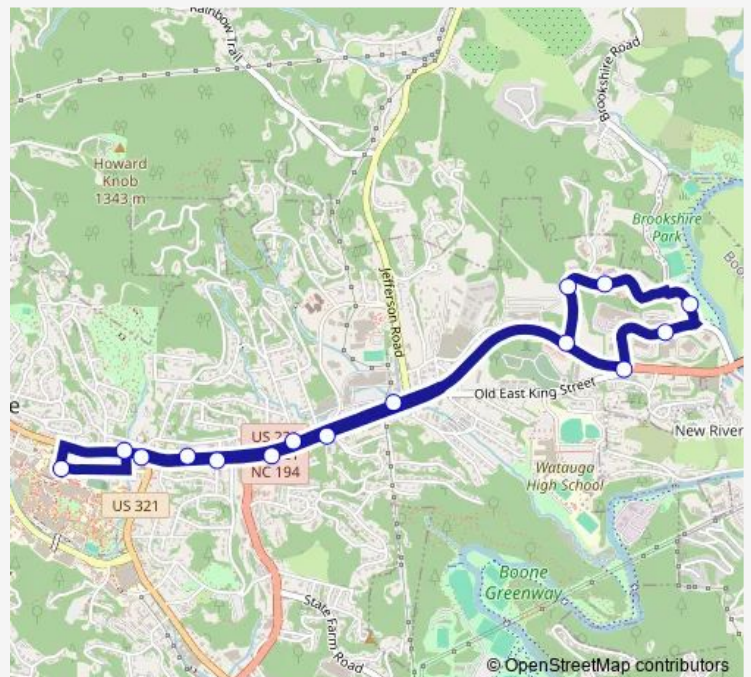 Rainbow Trail
Howard
Knob
1343 m
Brookshire Road
Brookshire
Park
Jefferson Road
Old East King Street
New River
Watauga
High School
US 321
NC 194
US 321
Boone
Greenway
State Farm
Road
© OpenStreetMap contributors